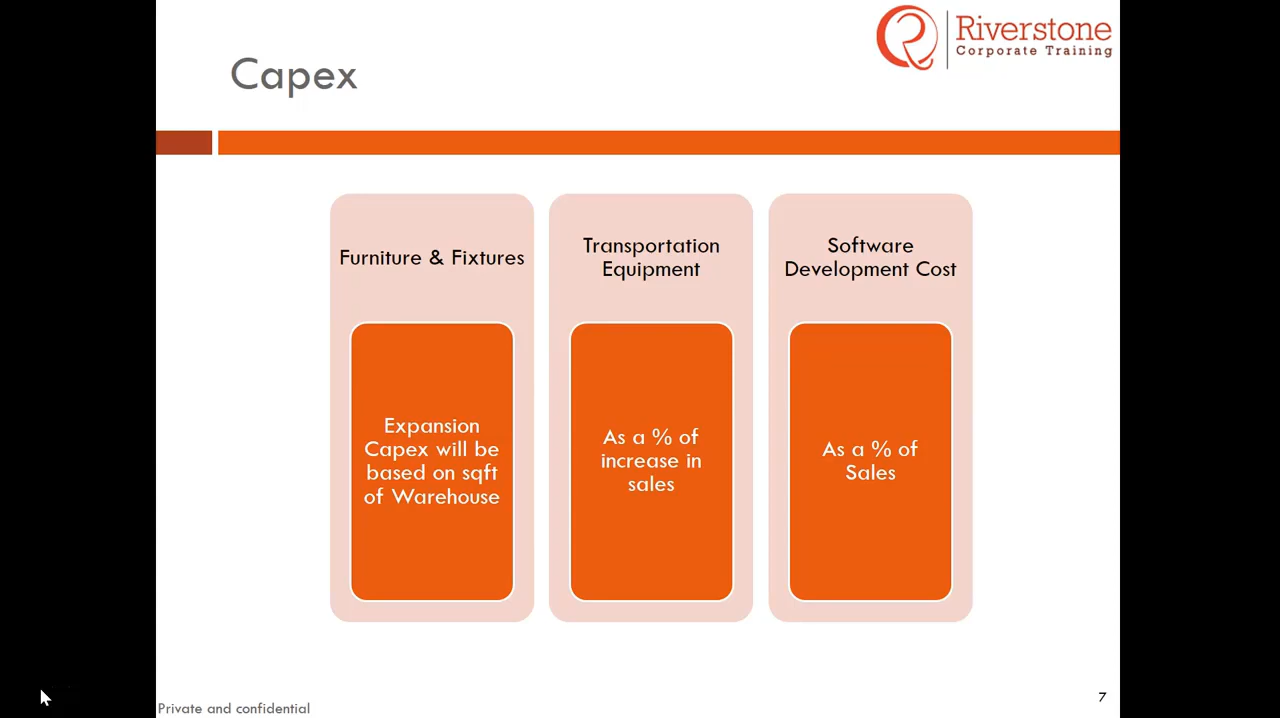 Riverstone
Corporate Training
Capex
Furniture & Fixtures
Expansion
Capex will be
based on sqft
of Warehouse
Transportation
Equipment
As a % of
increase in
sales
Software
Development Cost
As a % of
Sales
Private and confidential
7